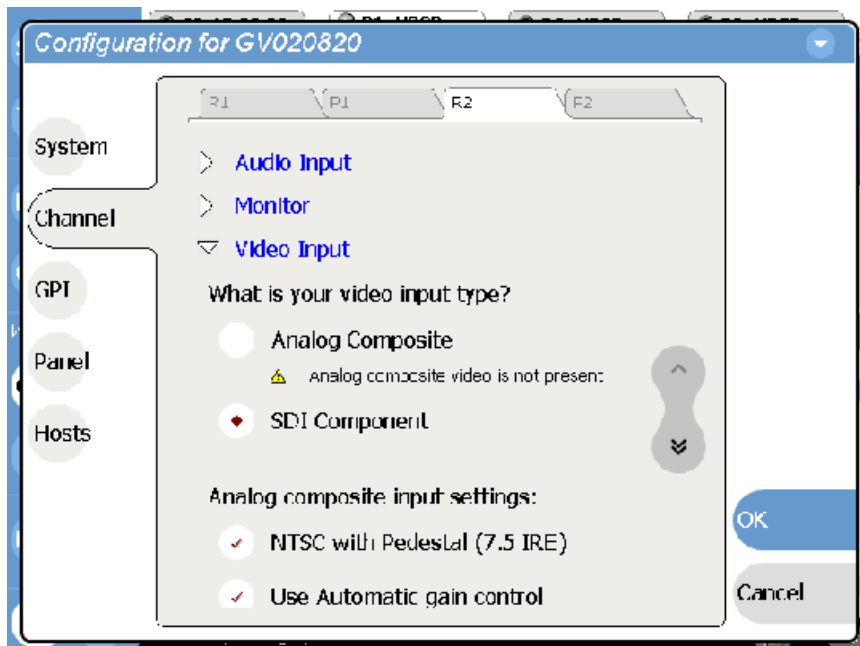 Configuration for GV020820
R1 P1 R2 P2
System
Channel
GPI
Panel
Hosts
Audio Input
Monitor
Video Input
What is your video input type?
Analog Composite
Analog composite video is not present
SDI Component
Analog composite input settings:
NTSC with Pedestal (7.5 IRE)
Use Automatic gain control
OK
Cancel